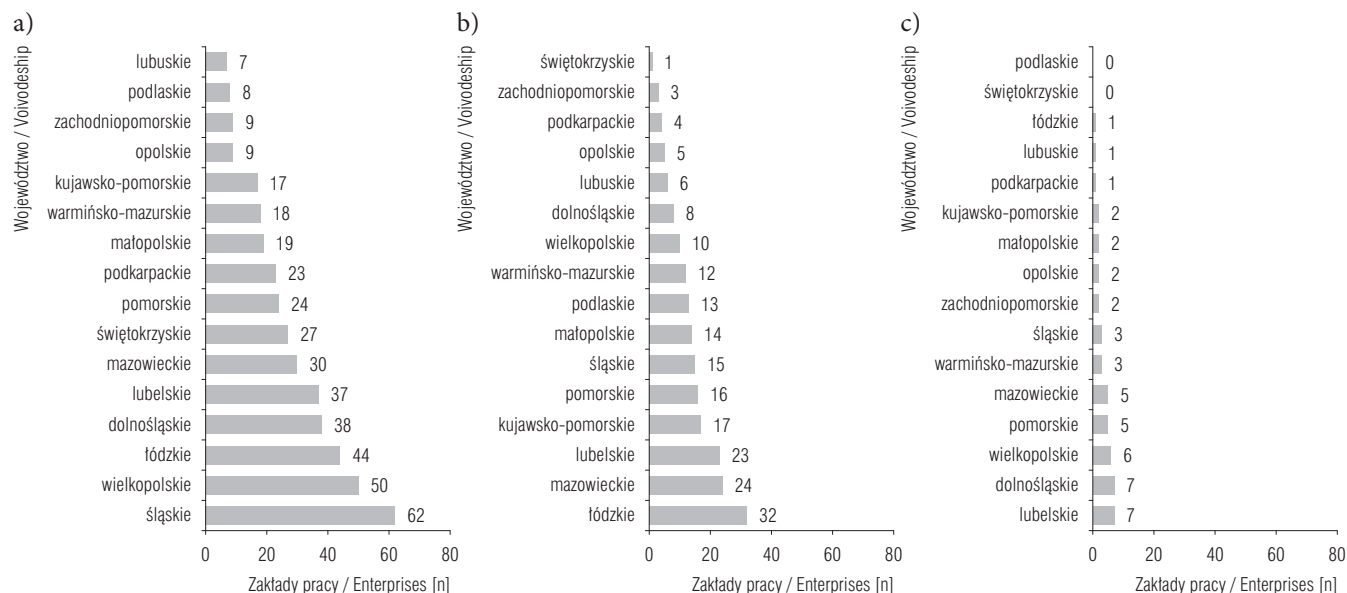 a)
Województwo / Voivodeship
lubuskie 7
podlaskie 8
zachodniopomorskie 9
opolskie 9
kujawsko-pomorskie 17
warmińsko-mazurskie 18
małopolskie 19
podkarpackie 23
pomorskie 24
świętokrzyskie 27
mazowieckie 30
lubelskie 37
dolnośląskie 38
łódzkie 44
wielkopolskie 50
śląskie 62
0 20 40 60 80
Zakłady pracy / Enterprises [n]
b)
Województwo / Voivodeship
świętokrzyskie 1
zachodniopomorskie 3
podkarpackie 4
opolskie 5
lubuskie 6
dolnośląskie 8
wielkopolskie 10
warmińsko-mazurskie 12
podlaskie 13
małopolskie 14
śląskie 15
pomorskie 16
kujawsko-pomorskie 17
lubelskie 23
mazowieckie 24
łódzkie 32
0 20 40 60 80
Zakłady pracy / Enterprises [n]
c)
Województwo / Voivodeship
podlaskie 0
świętokrzyskie 0
łódzkie 1
lubuskie 1
podkarpackie 1
kujawsko-pomorskie 2
małopolskie 2
opolskie 2
zachodniopomorskie 2
śląskie 3
warmińsko-mazurskie 3
mazowieckie 5
pomorskie 5
wielkopolskie 6
dolnośląskie 7
lubelskie 7
0 20 40 60 80
Zakłady pracy / Enterprises [n]